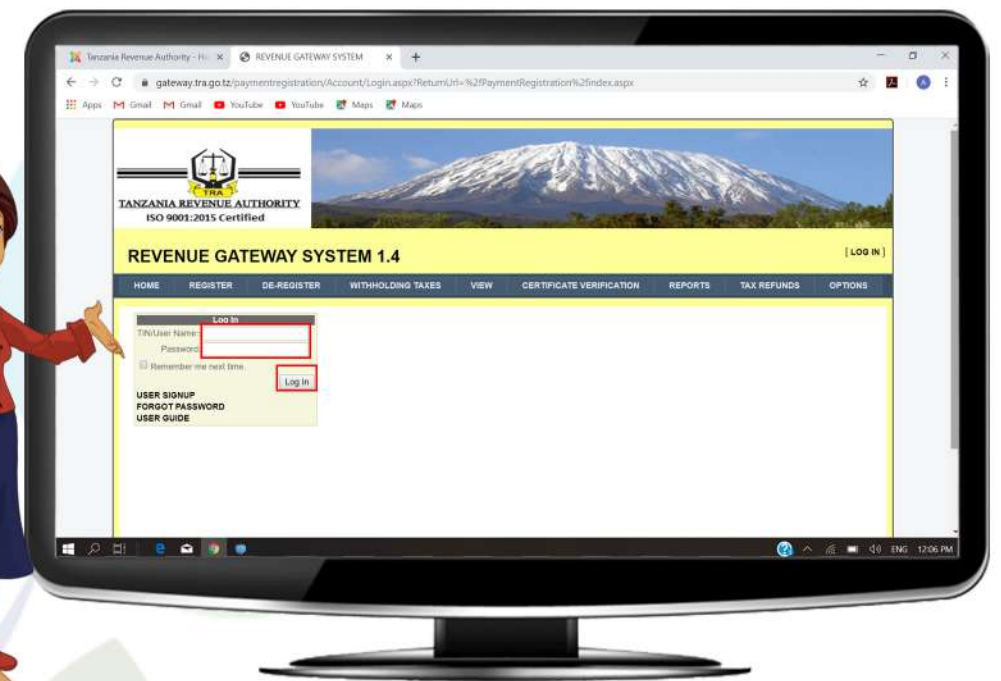 Tanzania Revenue Authority - Ho
REVENUE GATEWAY SYSTEM
gateway.tra.go.tz/paymentregistration/Account/Login.aspx?ReturnUrl=%2fPaymentRegistration%2findex.aspx
Apps Gmail Gmail YouTube YouTube Maps Maps
TRA
TANZANIA REVENUE AUTHORITY
ISO 9001:2015 Certified
REVENUE GATEWAY SYSTEM 1.4
[ LOG IN ]
HOME REGISTER DE-REGISTER WITHHOLDING TAXES VIEW CERTIFICATE VERIFICATION REPORTS TAX REFUNDS OPTIONS
Log In
TIN/User Name:
Password:
Remember me next time.
Log In
USER SIGNUP
FORGOT PASSWORD
USER GUIDE
ENG 12:06 PM